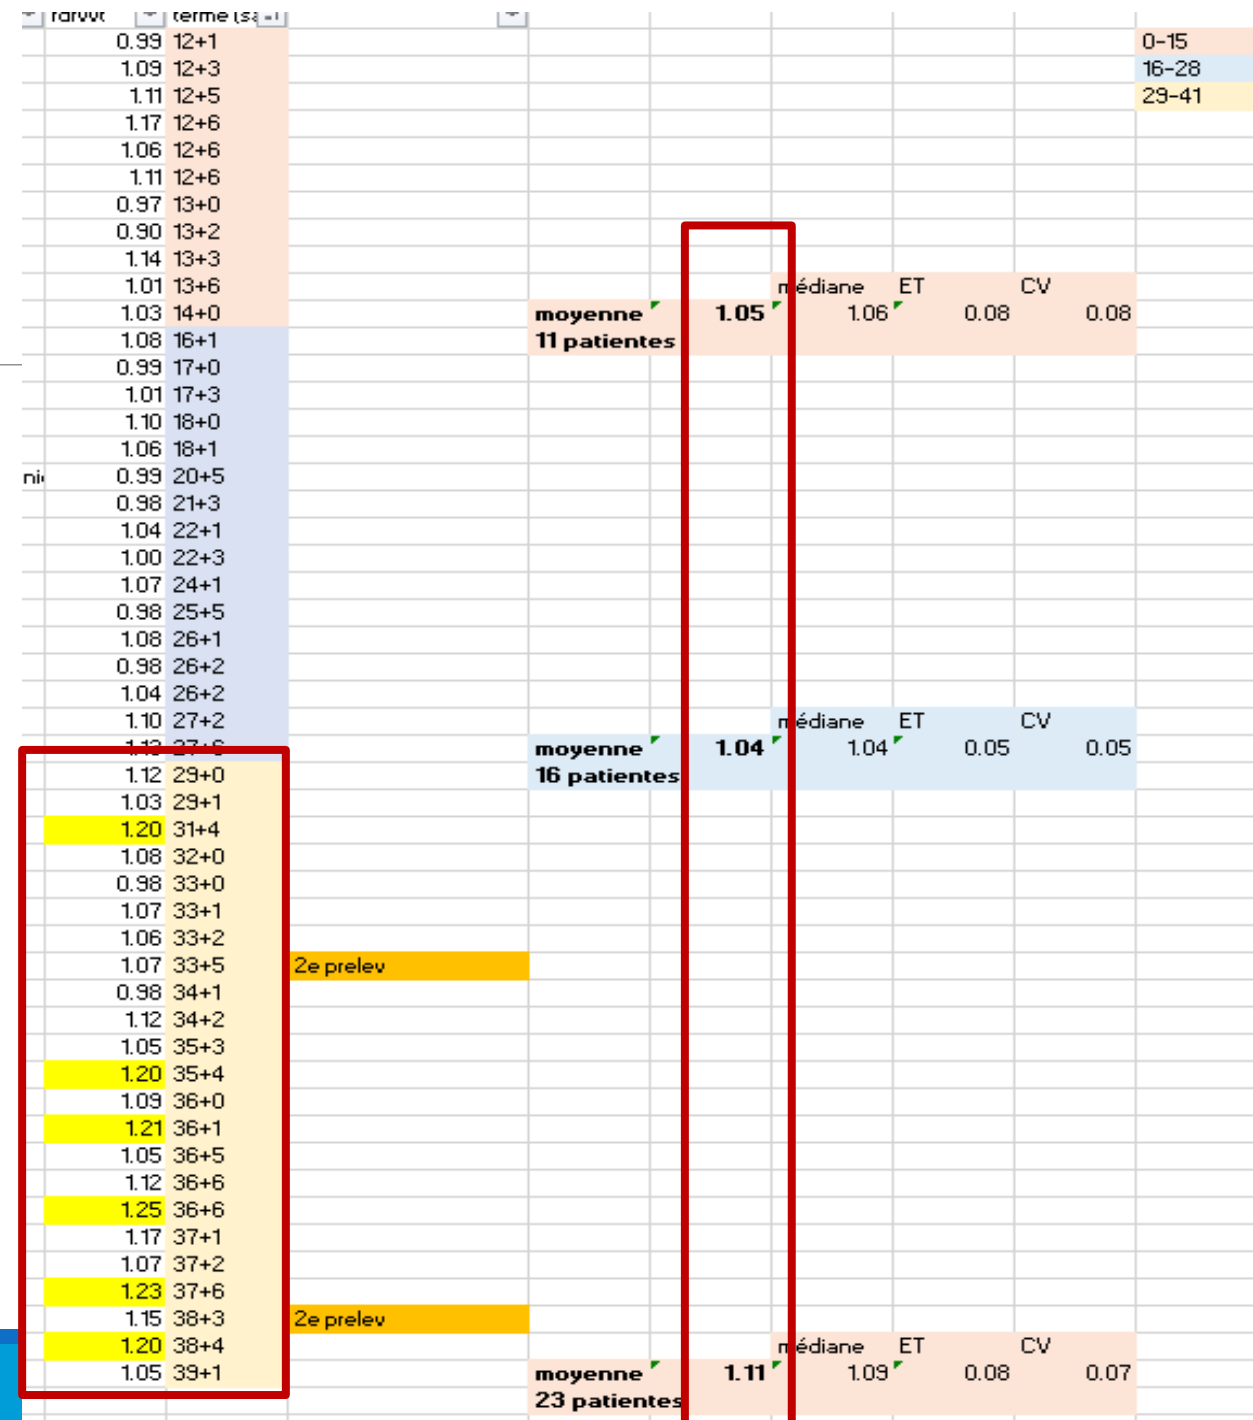 terme (sa
0.99 12+1 0-15
1.09 12+3 16-28
1.11 12+5 29-41
1.17 12+6
1.06 12+6
1.11 12+6
0.97 13+0
0.90 13+2
1.14 13+3
1.01 13+6 médiane ET CV
1.03 14+0 moyenne 1.05 1.06 0.08 0.08
1.08 16+1 11 patientes
0.99 17+0
1.01 17+3
1.10 18+0
1.06 18+1
0.99 20+5
0.98 21+3
1.04 22+1
1.00 22+3
1.07 24+1
0.98 25+5
1.08 26+1
0.98 26+2
1.04 26+2
1.10 27+2 médiane ET CV
1.13 27+6 moyenne 1.04 1.04 0.05 0.05
1.12 29+0 16 patientes
1.03 29+1
1.20 31+4
1.08 32+0
0.98 33+0
1.07 33+1
1.06 33+2
1.07 33+5 2e prelev
0.98 34+1
1.12 34+2
1.05 35+3
1.20 35+4
1.09 36+0
1.21 36+1
1.05 36+5
1.12 36+6
1.25 36+6
1.17 37+1
1.07 37+2
1.23 37+6
1.15 38+3 2e prelev
1.20 38+4 médiane ET CV
1.05 39+1 moyenne 1.11 1.09 0.08 0.07
23 patientes